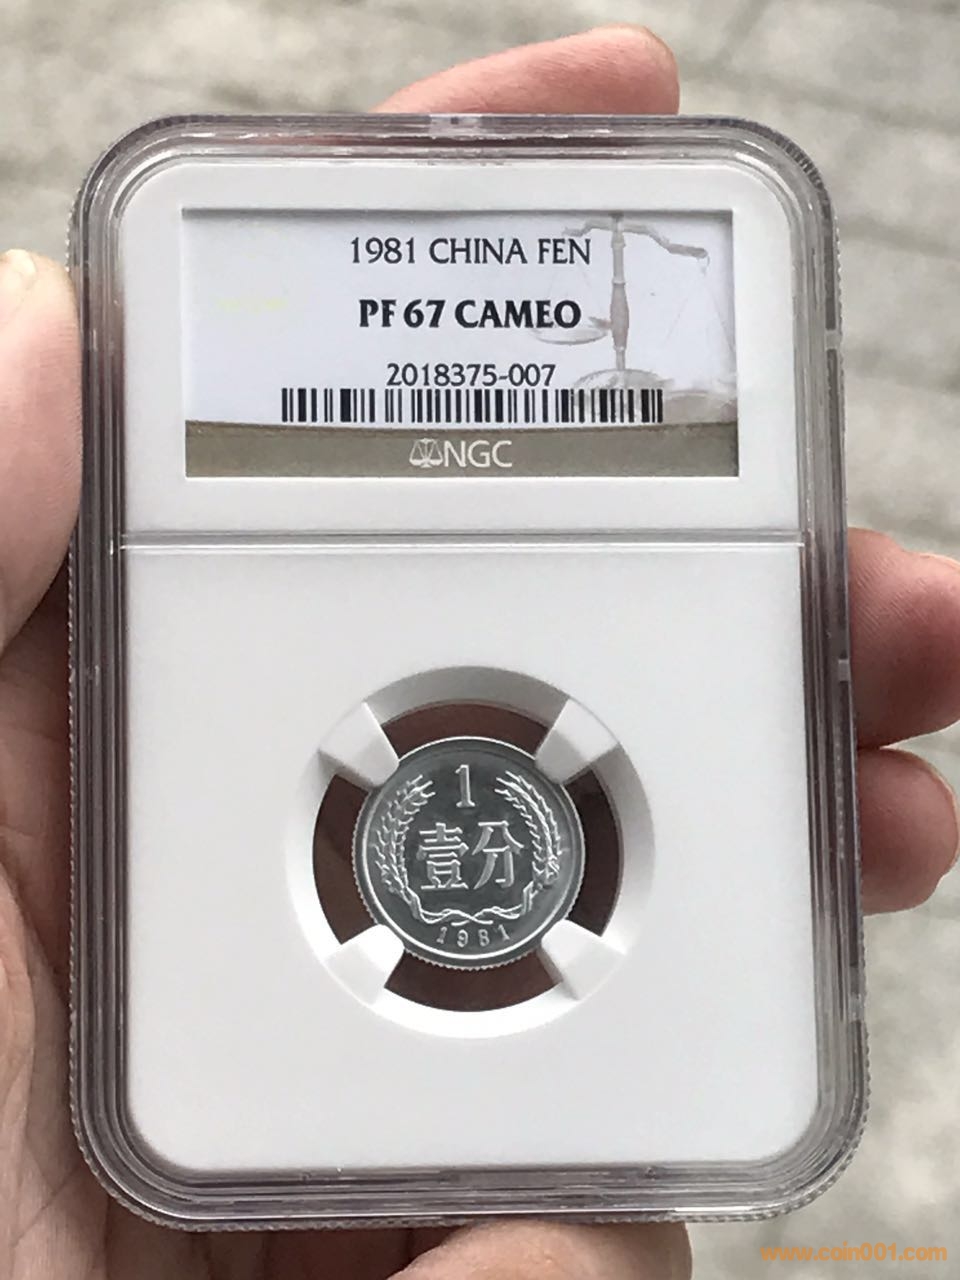 1981 CHINA FEN
PF 67 CAMEO
2018375-007
NGC
1
壹分
1981
www.coin001.com